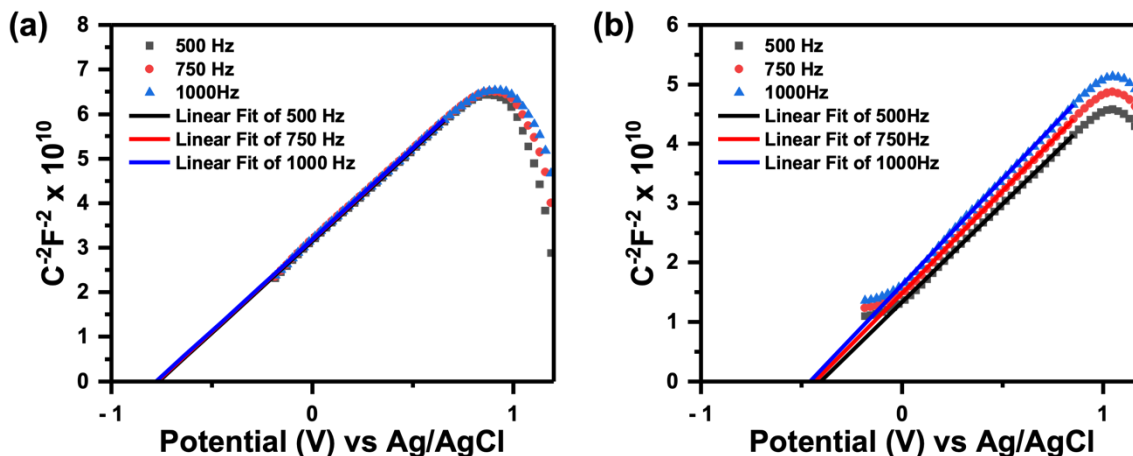 (a)
8
7
6
5
4
3
2
1
0
C⁻²F⁻² x 10¹⁰
500 Hz
750 Hz
1000Hz
Linear Fit of 500 Hz
Linear Fit of 750 Hz
Linear Fit of 1000 Hz
- 1
0
1
Potential (V) vs Ag/AgCl
(b)
6
5
4
3
2
1
0
C⁻²F⁻² x 10¹⁰
500 Hz
750 Hz
1000Hz
Linear Fit of 500Hz
Linear Fit of 750Hz
Linear Fit of 1000Hz
- 1
0
1
Potential (V) vs Ag/AgCl